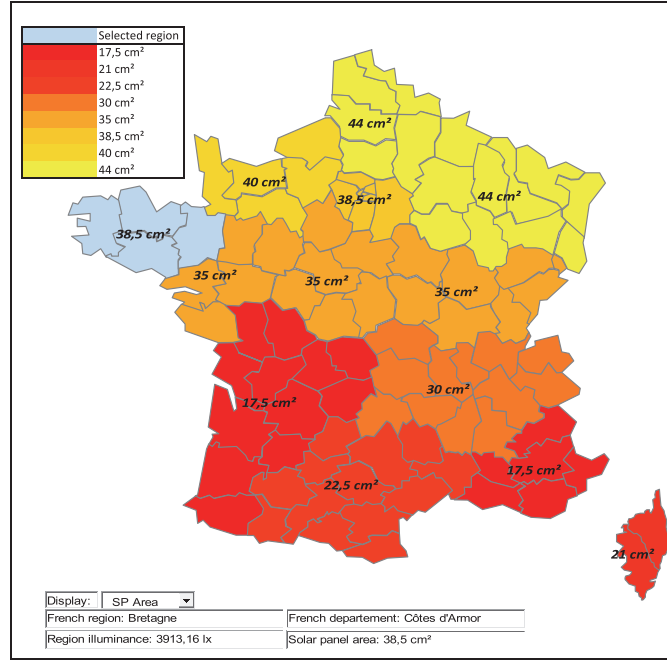 Selected region
17,5 cm²
21 cm²
22,5 cm²
30 cm²
35 cm²
38,5 cm²
40 cm²
44 cm²
44 cm²
40 cm²
38,5 cm²
44 cm²
38,5 cm²
35 cm²
35 cm²
35 cm²
30 cm²
17,5 cm²
17,5 cm²
22,5 cm²
21 cm²
Display: SP Area
French region: Bretagne French departement: Côtes d'Armor
Region illuminance: 3913,16 lx Solar panel area: 38,5 cm²